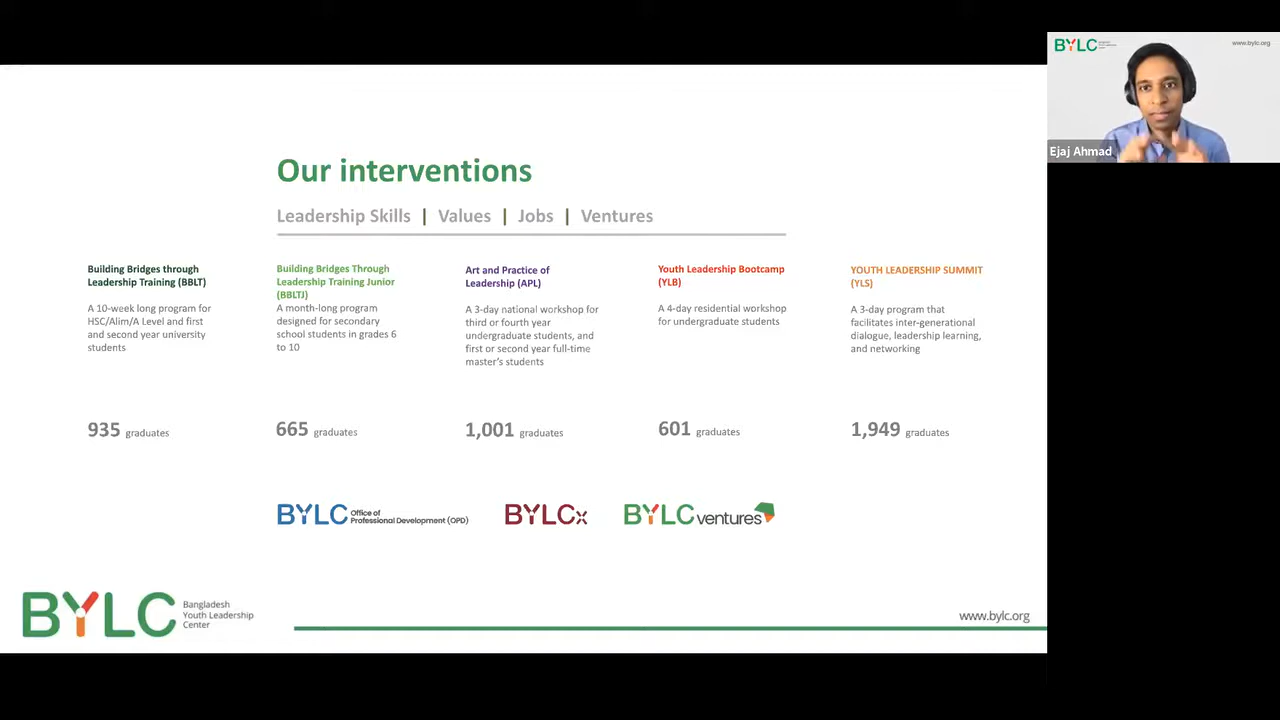 BYLC
www.bylc.org
Ejaj Ahmad
Our interventions
Leadership Skills | Values | Jobs | Ventures
Building Bridges through
Leadership Training (BBLT)
A 10-week long program for
HSC/Alim/A Level and first
and second year university
students
935 graduates
Building Bridges Through
Leadership Training Junior
(BBLTJ)
A month-long program
designed for secondary
school students in grades 6
to 10
665 graduates
Art and Practice of
Leadership (APL)
A 3-day national workshop for
third or fourth year
undergraduate students, and
first or second year full-time
master's students
1,001 graduates
Youth Leadership Bootcamp
(YLB)
A 4-day residential workshop
for undergraduate students
601 graduates
YOUTH LEADERSHIP SUMMIT
(YLS)
A 3-day program that
facilitates inter-generational
dialogue, leadership learning,
and networking
1,949 graduates
BYLC Office of
Professional Development (OPD)
BYLCx
BYLC ventures
BYLC
Bangladesh
Youth Leadership
Center
www.bylc.org